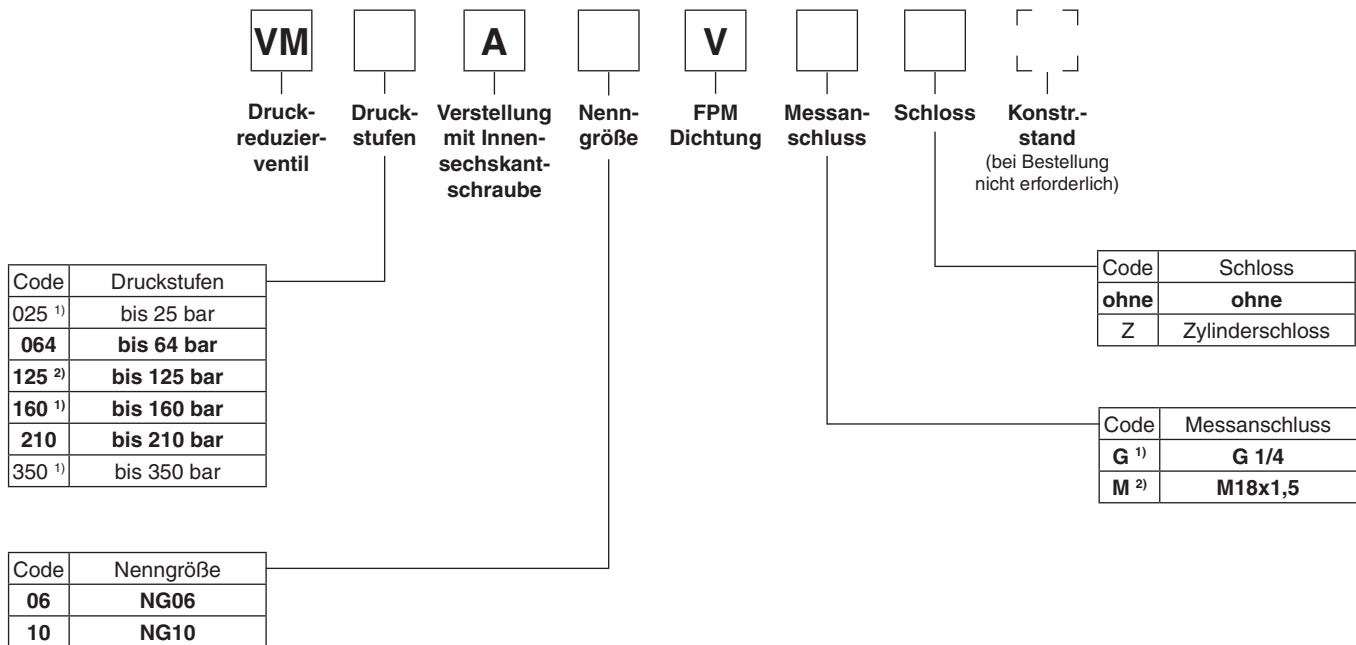 VM A V
Druck-
reduzier-
ventil
Druck-
stufen
Verstellung
mit Innen-
sechskant-
schraube
Nenn-
größe
FPM
Dichtung
Messan-
schluss
Schloss
Konstr.-
stand
(bei Bestellung
nicht erforderlich)
Code Druckstufen
025 1) bis 25 bar
064 bis 64 bar
125 2) bis 125 bar
160 1) bis 160 bar
210 bis 210 bar
350 1) bis 350 bar
Code Nenngröße
06 NG06
10 NG10
Code Schloss
ohne ohne
Z Zylinderschloss
Code Messanschluss
G 1) G 1/4
M 2) M18x1,5